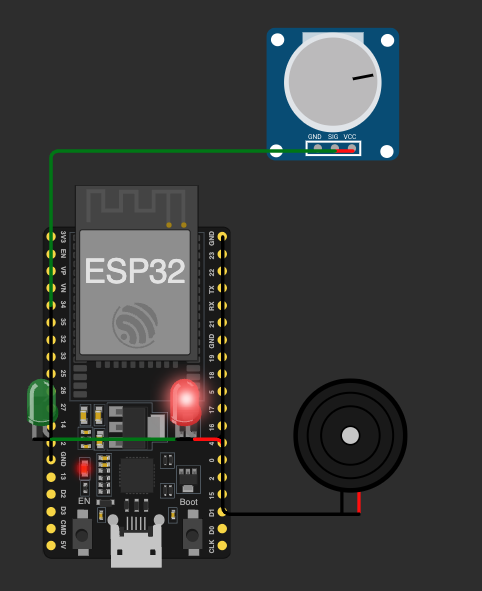 GND SIG VCC
ESP32
3V3
EN
VP
VN
34
35
32
33
25
26
27
14
2
GND
13
D2
D3
CMD
5V
GND
23
22
TX
RX
21
GND
19
18
5
17
16
4
0
2
15
D1
D0
CLK
EN
Boot